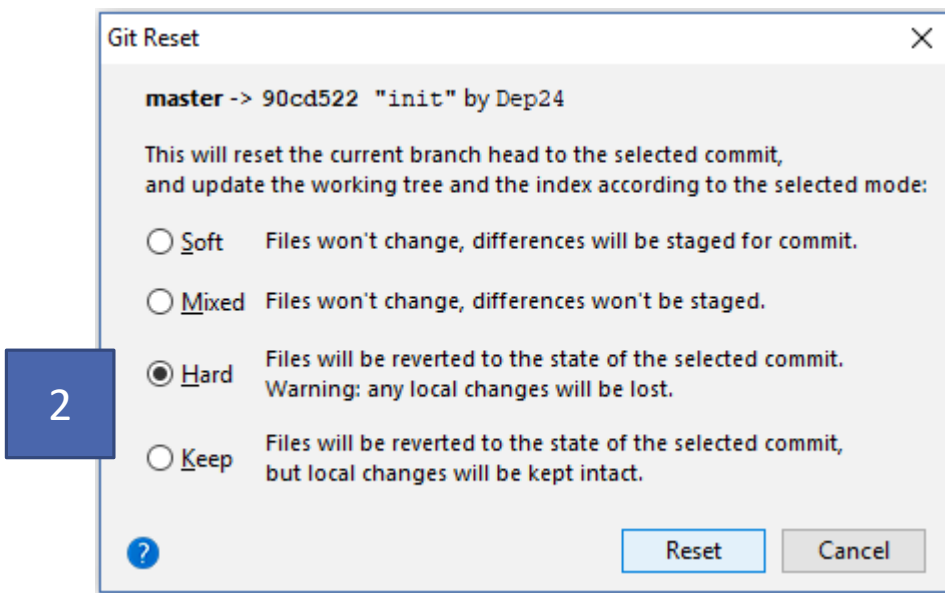 Git Reset
master -> 90cd522 "init" by Dep24
This will reset the current branch head to the selected commit,
and update the working tree and the index according to the selected mode:
Soft Files won't change, differences will be staged for commit.
Mixed Files won't change, differences won't be staged.
Hard Files will be reverted to the state of the selected commit.
Warning: any local changes will be lost.
2
Keep Files will be reverted to the state of the selected commit,
but local changes will be kept intact.
?
Reset Cancel